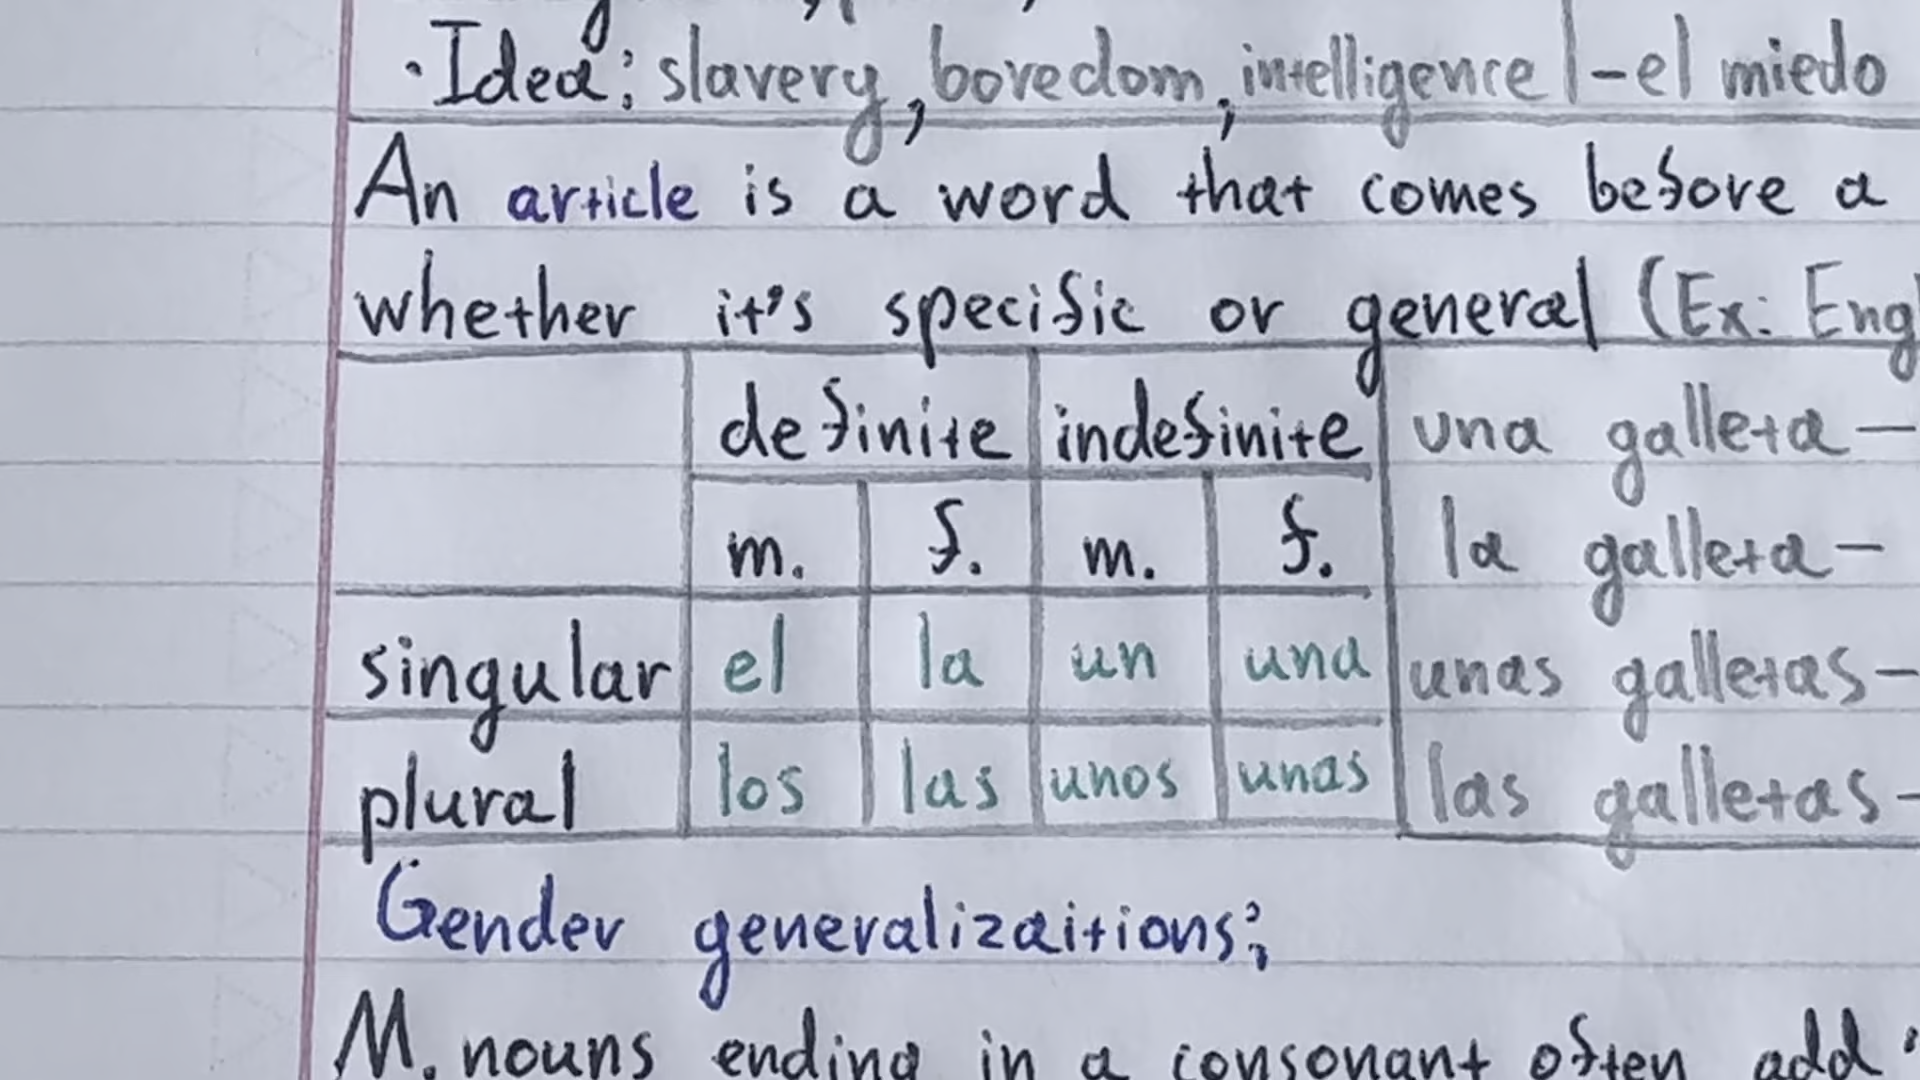 ·Idea: slavery, boredom, intelligence -el miedo
An article is a word that comes before a
whether it's specific or general (Ex: Eng
definite indefinite una galleta—
m. f. m. f. la galleta—
singular el la un una unas galletas—
plural los las unos unas las galletas-
Gender generalizaitions:
M. nouns ending in a consonant often add